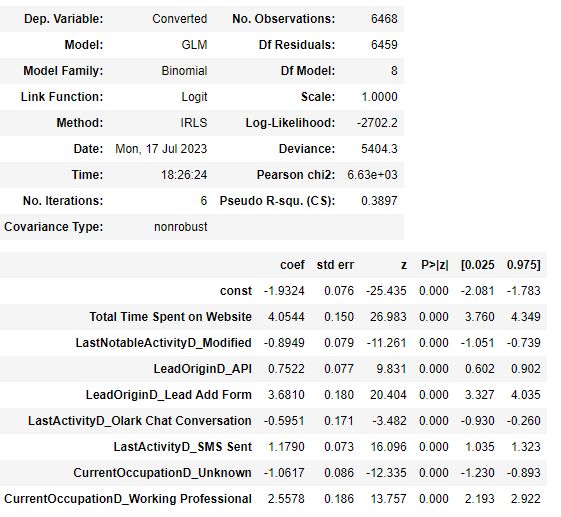 Dep. Variable: Converted No. Observations: 6468
Model: GLM Df Residuals: 6459
Model Family: Binomial Df Model: 8
Link Function: Logit Scale: 1.0000
Method: IRLS Log-Likelihood: -2702.2
Date: Mon, 17 Jul 2023 Deviance: 5404.3
Time: 18:26:24 Pearson chi2: 6.63e+03
No. Iterations: 6 Pseudo R-squ. (CS): 0.3897
Covariance Type: nonrobust
coef std err z P>|z| [0.025 0.975]
const -1.9324 0.076 -25.435 0.000 -2.081 -1.783
Total Time Spent on Website 4.0544 0.150 26.983 0.000 3.760 4.349
LastNotableActivityD_Modified -0.8949 0.079 -11.261 0.000 -1.051 -0.739
LeadOriginD_API 0.7522 0.077 9.831 0.000 0.602 0.902
LeadOriginD_Lead Add Form 3.6810 0.180 20.404 0.000 3.327 4.035
LastActivityD_Olark Chat Conversation -0.5951 0.171 -3.482 0.000 -0.930 -0.260
LastActivityD_SMS Sent 1.1790 0.073 16.096 0.000 1.035 1.323
CurrentOccupationD_Unknown -1.0617 0.086 -12.335 0.000 -1.230 -0.893
CurrentOccupationD_Working Professional 2.5578 0.186 13.757 0.000 2.193 2.922